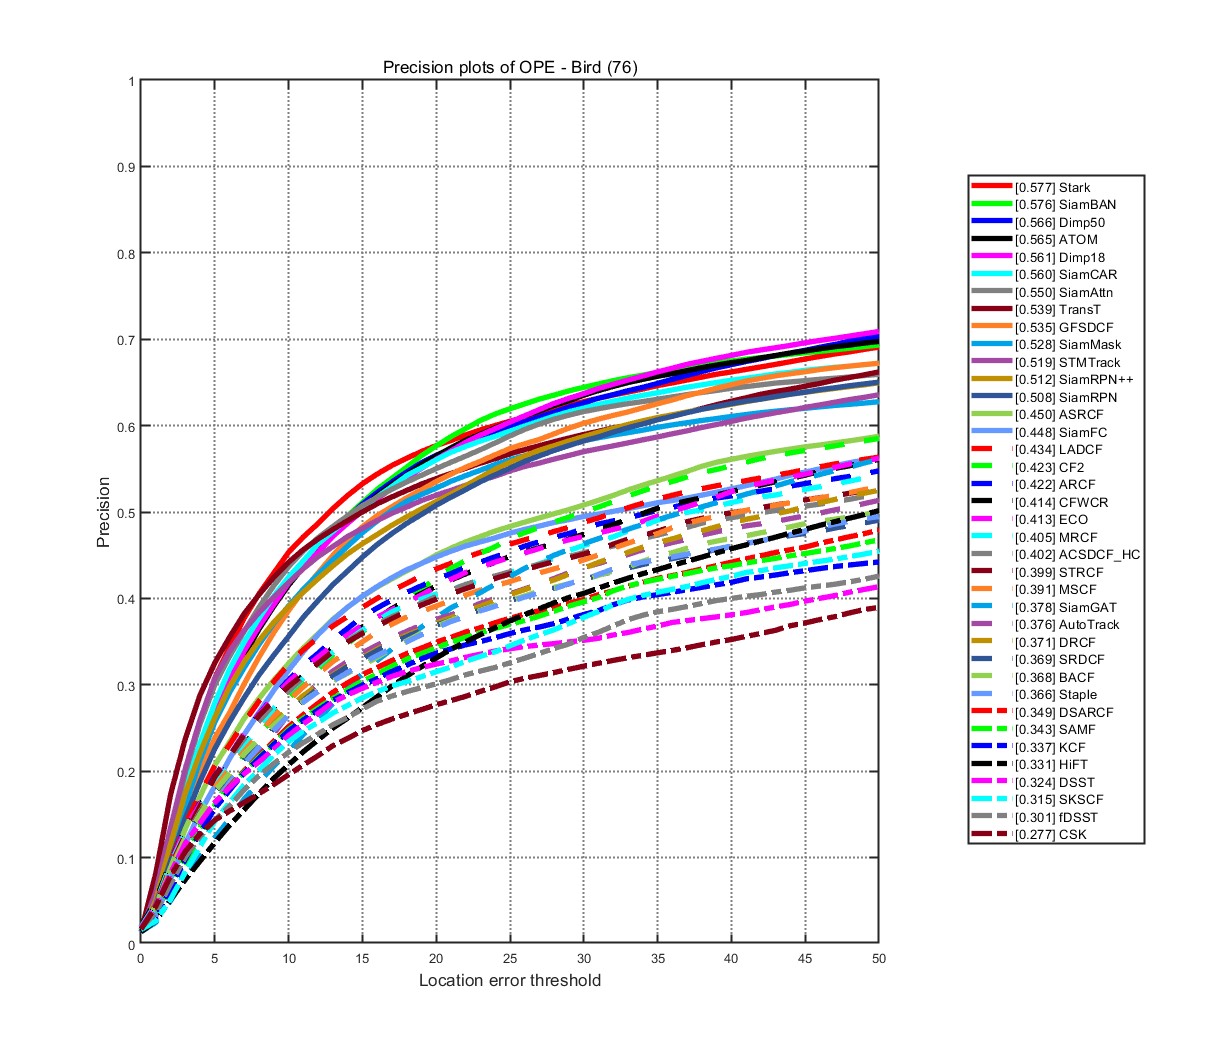 Precision plots of OPE - Bird (76)
1
0.9
0.8
0.7
0.6
0.5
0.4
0.3
0.2
0.1
0
Precision
0 5 10 15 20 25 30 35 40 45 50
Location error threshold
[0.577] Stark
[0.576] SiamBAN
[0.566] Dimp50
[0.565] ATOM
[0.561] Dimp18
[0.560] SiamCAR
[0.550] SiamAttn
[0.539] TransT
[0.535] GFSDCF
[0.528] SiamMask
[0.519] STMTrack
[0.512] SiamRPN++
[0.508] SiamRPN
[0.450] ASRCF
[0.448] SiamFC
[0.434] LADCF
[0.423] CF2
[0.422] ARCF
[0.414] CFWCR
[0.413] ECO
[0.405] MRCF
[0.402] ACSDCF_HC
[0.399] STRCF
[0.391] MSCF
[0.378] SiamGAT
[0.376] AutoTrack
[0.371] DRCF
[0.369] SRDCF
[0.368] BACF
[0.366] Staple
[0.349] DSARCF
[0.343] SAMF
[0.337] KCF
[0.331] HiFT
[0.324] DSST
[0.315] SKSCF
[0.301] fDSST
[0.277] CSK